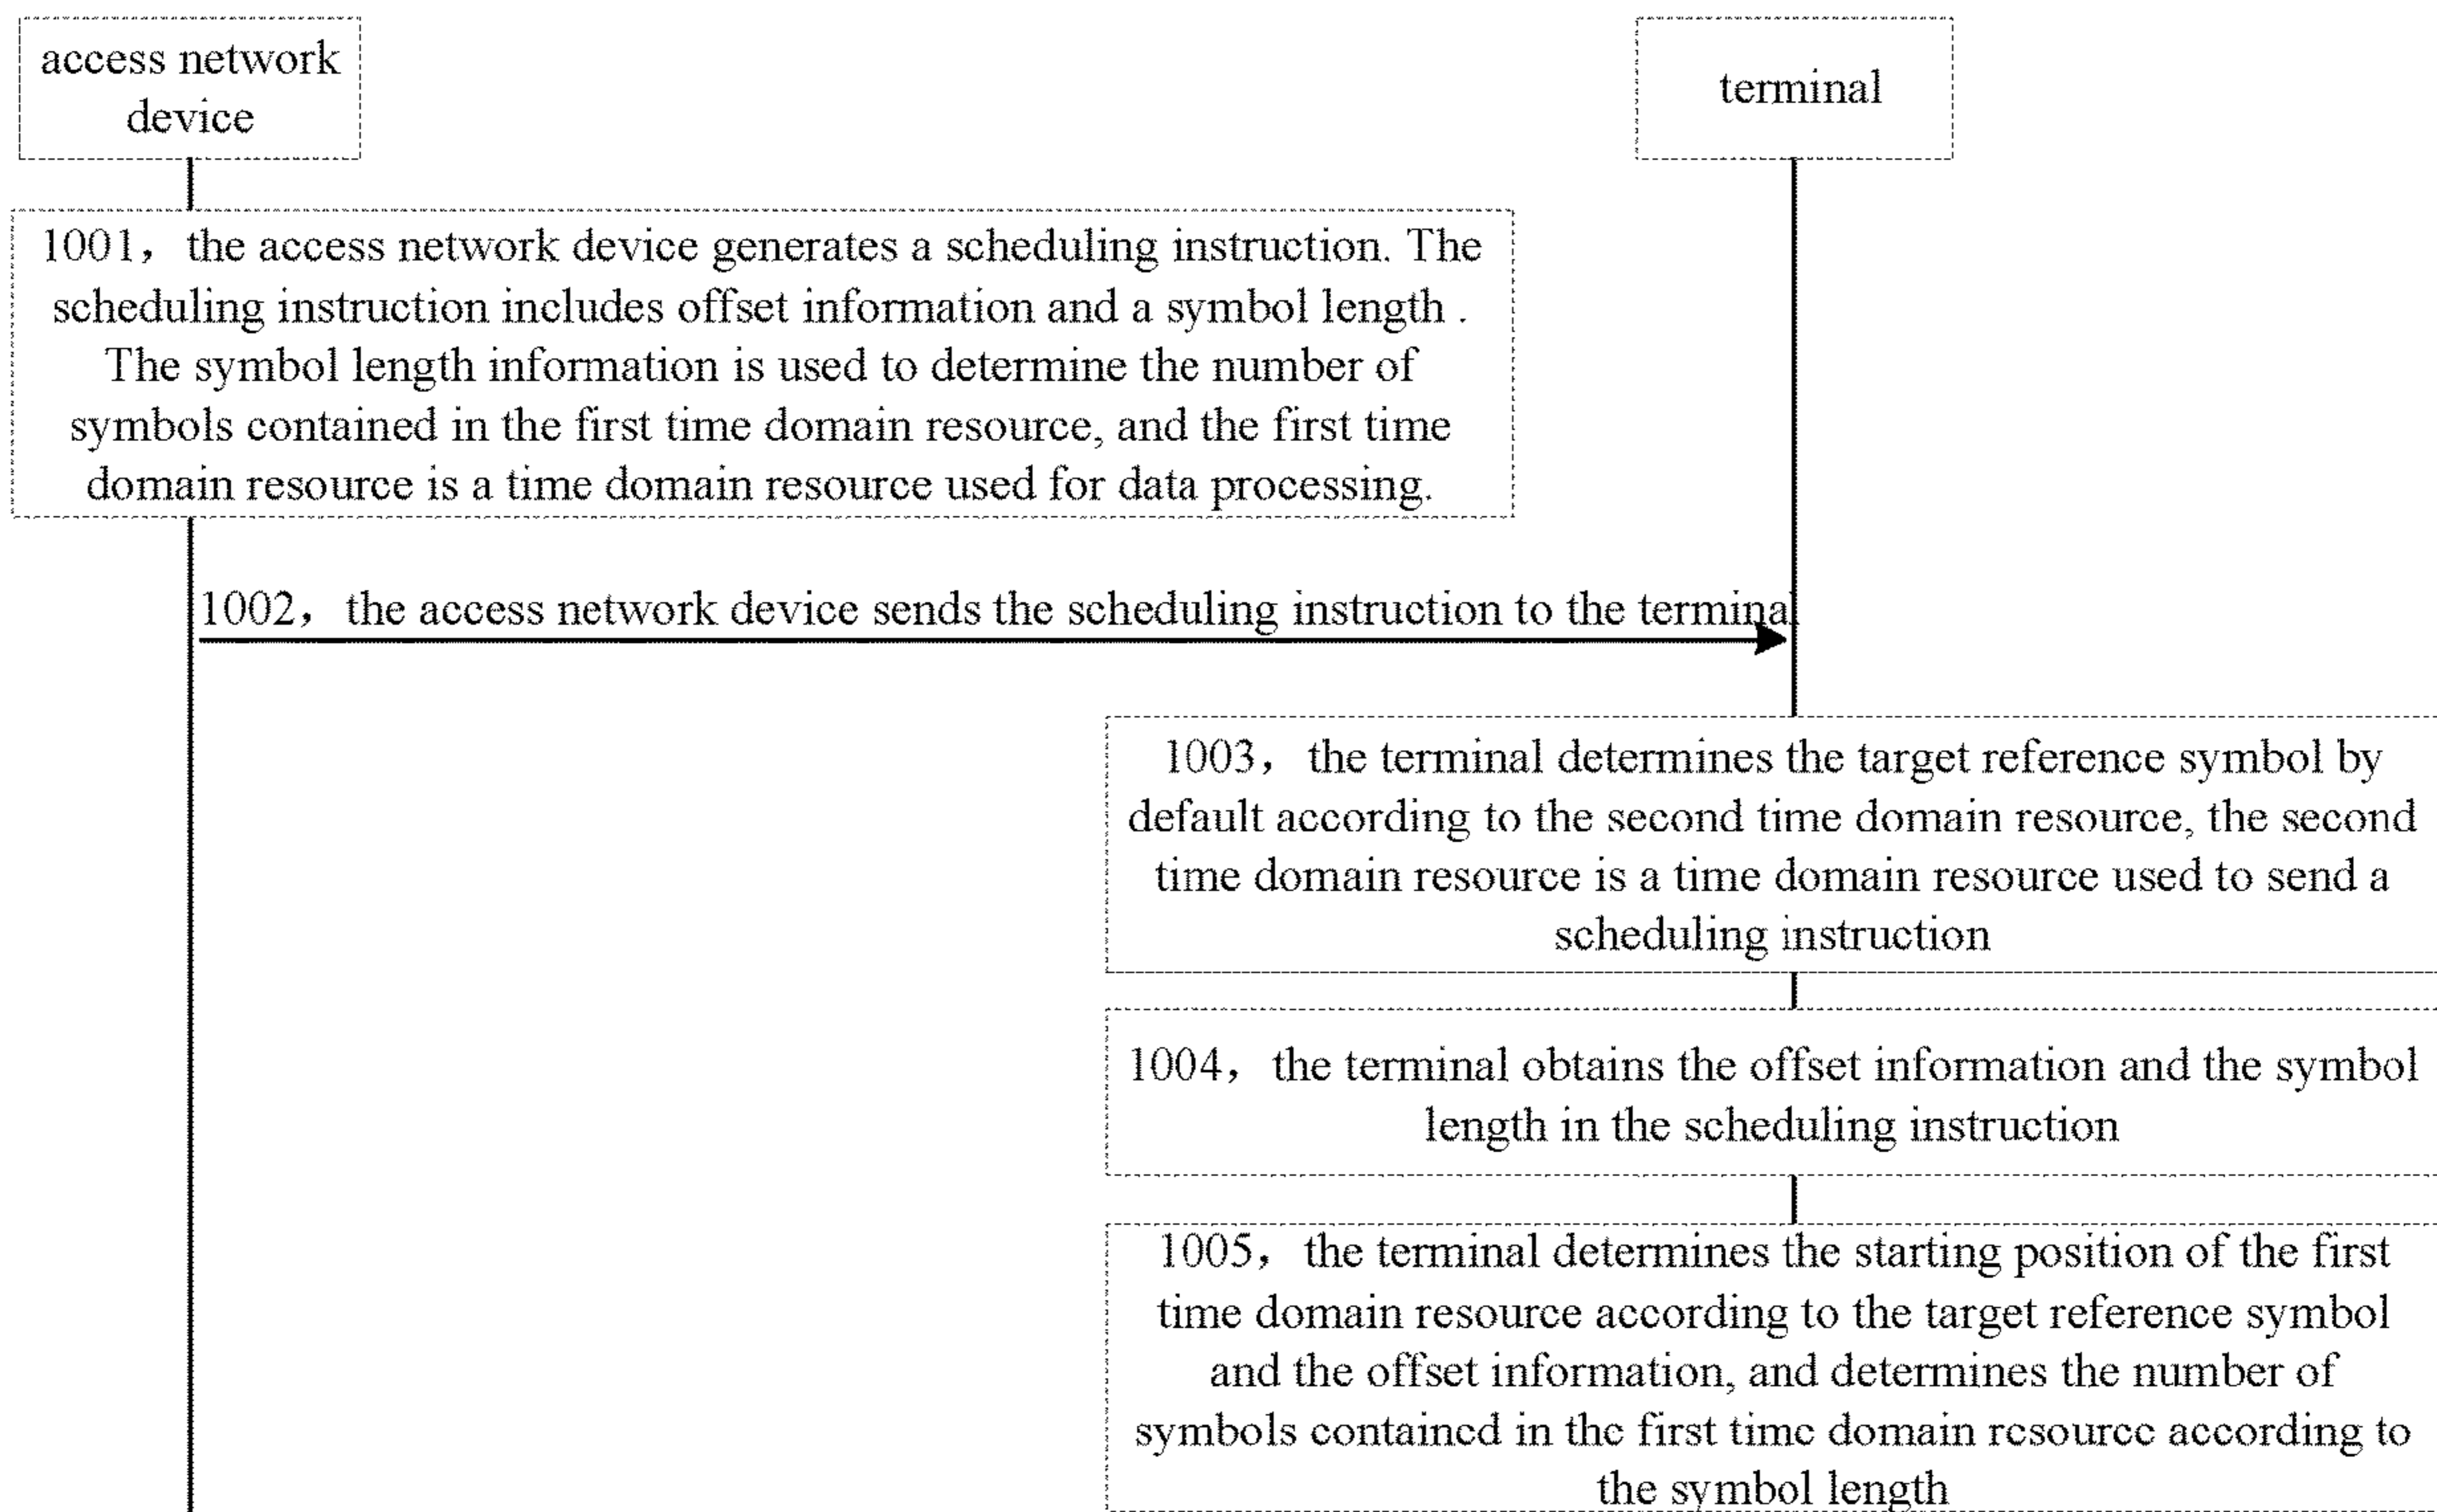 access network
device
terminal
1001，the access network device generates a scheduling instruction. The
scheduling instruction includes offset information and a symbol length .
The symbol length information is used to determine the number of
symbols contained in the first time domain resource, and the first time
domain resource is a time domain resource used for data processing.
1002，the access network device sends the scheduling instruction to the terminal
1003，the terminal determines the target reference symbol by
default according to the second time domain resource, the second
time domain resource is a time domain resource used to send a
scheduling instruction
1004，the terminal obtains the offset information and the symbol
length in the scheduling instruction
1005，the terminal determines the starting position of the first
time domain resource according to the target reference symbol
and the offset information, and determines the number of
symbols contained in the first time domain resource according to
the symbol length